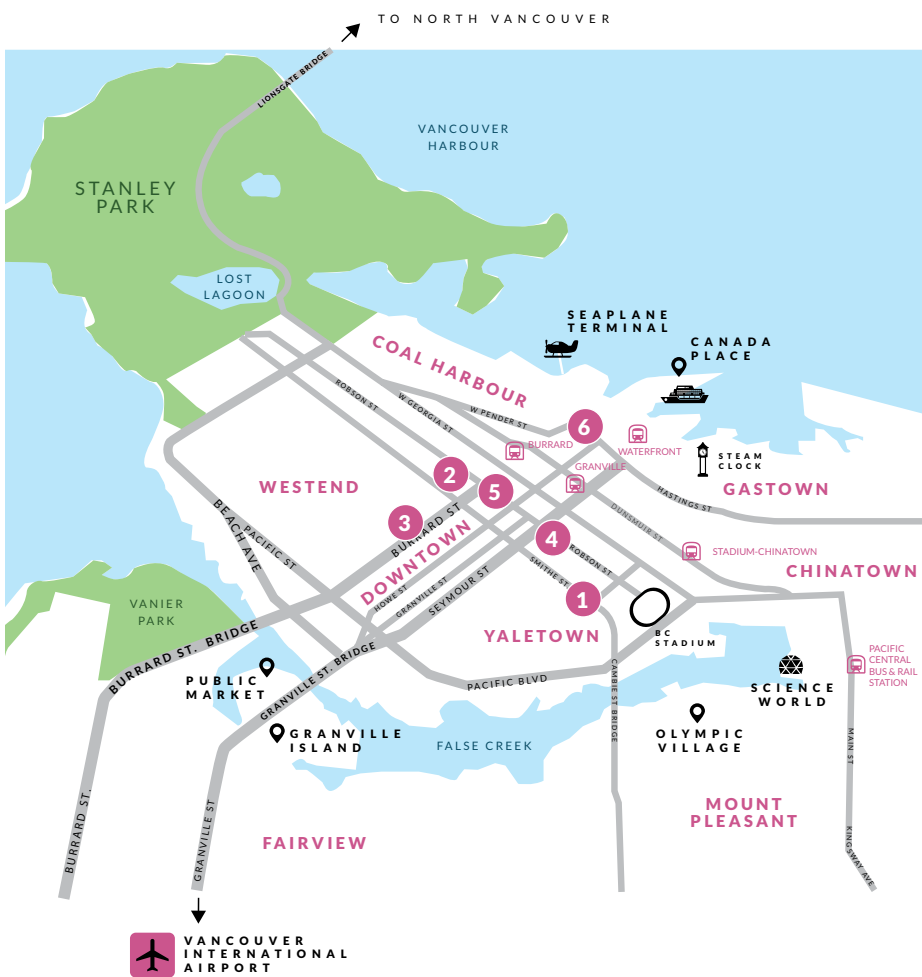 TO NORTH VANCOUVER
LIONSGATE BRIDGE
VANCOUVER
HARBOUR
STANLEY
PARK
LOST
LAGOON
SEAPLANE
TERMINAL
CANADA
PLACE
COAL HARBOUR
ROBSON ST
W GEORGIA ST
W PENDER ST
6
BURRARD
WATERFRONT
GRANVILLE
STEAM
CLOCK
2
5
WESTEND
GASTOWN
HASTINGS ST
DUNSMUIR ST
3
BURRARD ST
BEACH AVE
PACIFIC ST
DOWNTOWN
4
ROBSON ST
STADIUM-CHINATOWN
CHINATOWN
SMITHE ST
HOWE ST
GRANVILLE ST
SEYMOUR ST
1
VANIER
PARK
YALETOWN
BC
STADIUM
BURRARD ST. BRIDGE
GRANVILLE ST. BRIDGE
PUBLIC
MARKET
PACIFIC BLVD
CAMBIE ST BRIDGE
PACIFIC
CENTRAL
BUS & RAIL
STATION
SCIENCE
WORLD
GRANVILLE
ISLAND
FALSE CREEK
OLYMPIC
VILLAGE
MAIN ST
BURRARD ST.
GRANVILLE ST
MOUNT
PLEASANT
FAIRVIEW
KINGSWAY AVE
VANCOUVER
INTERNATIONAL
AIRPORT